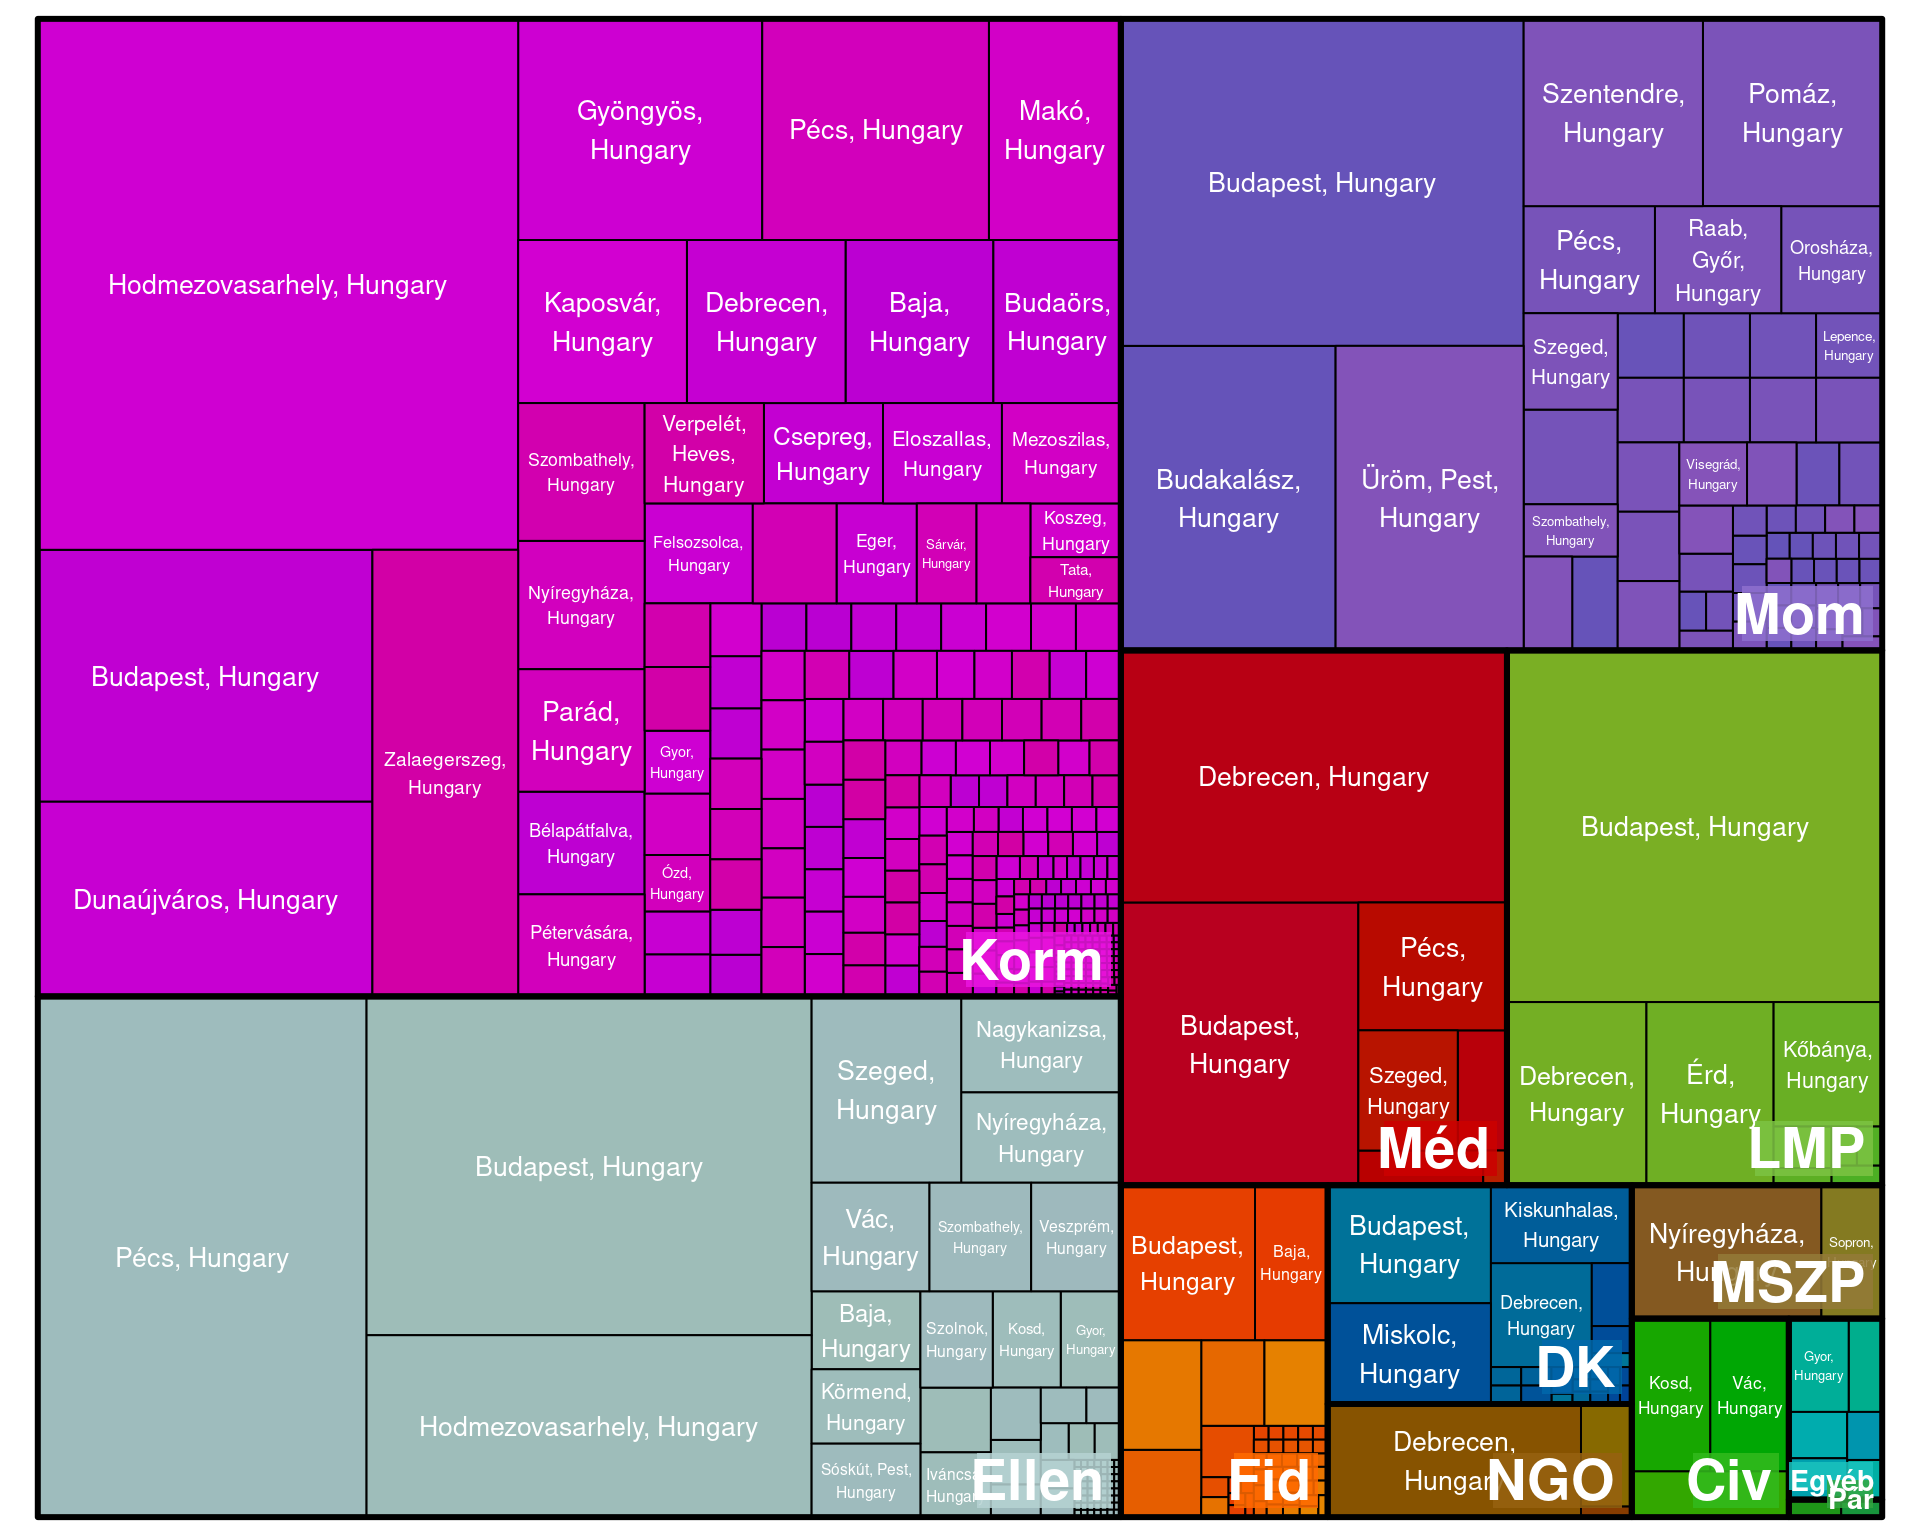 Hodmezovasarhely, Hungary
Gyöngyös,
Hungary
Pécs, Hungary
Makó,
Hungary
Kaposvár,
Hungary
Debrecen,
Hungary
Baja,
Hungary
Budaörs,
Hungary
Szombathely,
Hungary
Verpelét,
Heves,
Hungary
Csepreg,
Hungary
Eloszallas,
Hungary
Mezoszilas,
Hungary
Felsozsolca,
Hungary
Eger,
Hungary
Sárvár,
Hungary
Koszeg,
Hungary
Tata,
Hungary
Budapest, Hungary
Zalaegerszeg,
Hungary
Dunaújváros, Hungary
Nyíregyháza,
Hungary
Parád,
Hungary
Gyor,
Hungary
Bélapátfalva,
Hungary
Ózd,
Hungary
Pétervására,
Hungary
Korm
Budapest, Hungary
Szentendre,
Hungary
Pomáz,
Hungary
Pécs,
Hungary
Raab,
Győr,
Hungary
Orosháza,
Hungary
Szeged,
Hungary
Lepence,
Hungary
Budakalász,
Hungary
Üröm, Pest,
Hungary
Visegrád,
Hungary
Szombathely,
Hungary
Mom
Debrecen, Hungary
Budapest,
Hungary
Pécs,
Hungary
Szeged,
Hungary
Méd
Budapest, Hungary
Debrecen,
Hungary
Érd,
Hungary
Kőbánya,
Hungary
LMP
Pécs, Hungary
Budapest, Hungary
Hodmezovasarhely, Hungary
Szeged,
Hungary
Nagykanizsa,
Hungary
Nyíregyháza,
Hungary
Vác,
Hungary
Szombathely,
Hungary
Veszprém,
Hungary
Baja,
Hungary
Szolnok,
Hungary
Kosd,
Hungary
Gyor,
Hungary
Körmend,
Hungary
Sóskút, Pest,
Hungary
Iváncsa
Hungary
Ellen
Budapest,
Hungary
Baja,
Hungary
Fid
Budapest,
Hungary
Kiskunhalas,
Hungary
Miskolc,
Hungary
Debrecen,
Hungary
DK
Debrecen,
Hungary
NGO
Nyíregyháza,
Hungary
Sopron,
MSZP
Kosd,
Hungary
Vác,
Hungary
Civ
Gyor,
Hungary
Egyéb
Pár